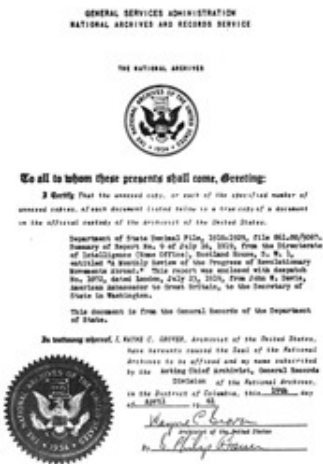 GENERAL SERVICES ADMINISTRATION
NATIONAL ARCHIVES AND RECORDS SERVICE
THE NATIONAL ARCHIVES
To all to whom these presents shall come, Greeting:
I Certify That the annexed copy, or each of the specified number of
annexed copies, of each document listed below is a true copy of a document
in the official custody of the Archivist of the United States.
Department of State Decimal File, 1910-1929, file 861.00/5067.
Summary of Report No. 9 of July 16, 1919, from the Directorate
of Intelligence (Home Office), Scotland House, S. W. 1,
entitled "A Monthly Review of the Progress of Revolutionary
Movements Abroad." This report was enclosed with despatch
No. dated London, July 23, 1919, from John W. Davis,
American Ambassador to Great Britain, to the Secretary
of State in Washington.
This document is from the General Records of the Department
of State.
In testimony whereof, I, WAYNE C. GROVER, Archivist of the United States,
have hereunto caused the Seal of the National
Archives to be affixed and my name subscribed
by the Acting Chief Archivist, General Records
Division of the National Archives,
in the District of Columbia, this 19th day
of April 61
Wayne C. Grover
Archivist of the United States
By